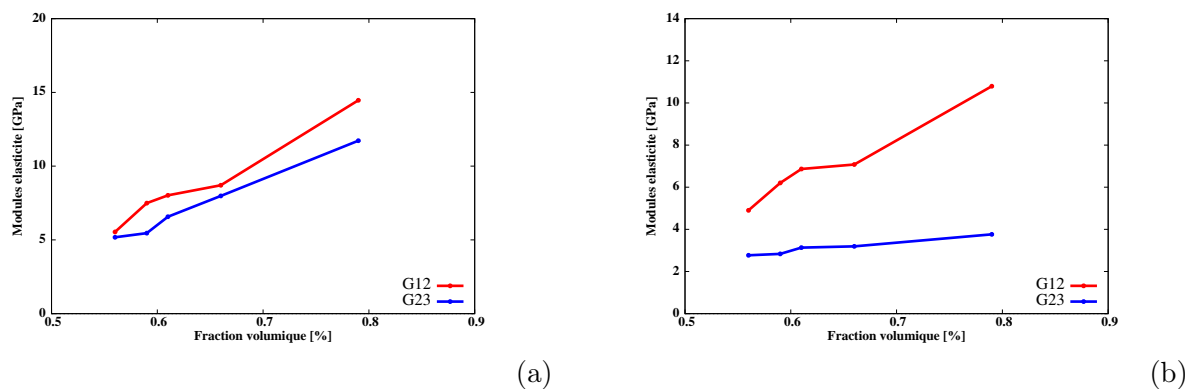 20
15
10
5
0
Modules elasticite [GPa]
G12
G23
0.5 0.6 0.7 0.8 0.9
Fraction volumique [%]
(a)
14
12
10
8
6
4
2
0
Modules elasticite [GPa]
G12
G23
0.5 0.6 0.7 0.8 0.9
Fraction volumique [%]
(b)